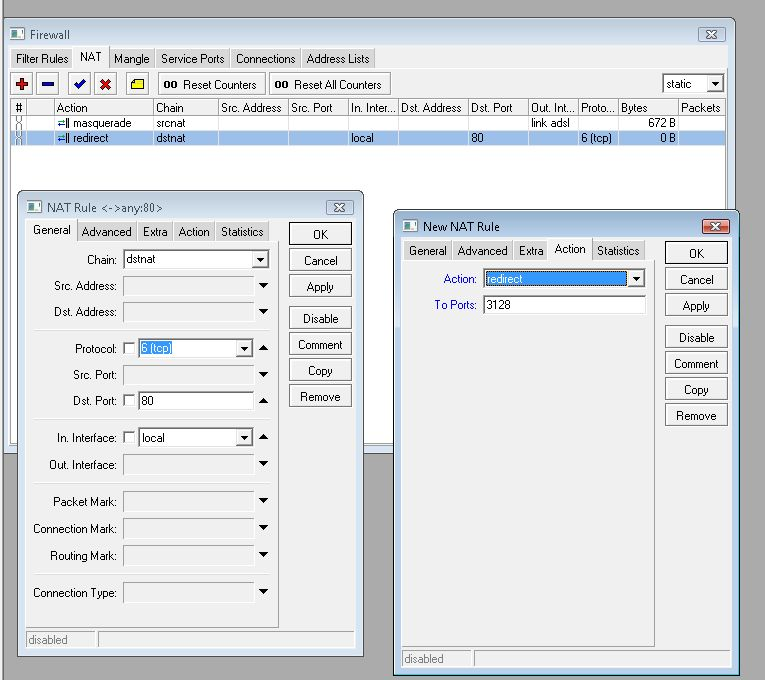 Firewall
Filter Rules NAT Mangle Service Ports Connections Address Lists
00 Reset Counters 00 Reset All Counters static
# Action Chain Src. Address Src. Port In. Inter... Dst. Address Dst. Port Out. Int... Proto... Bytes Packets
masquerade srcnat link adsl 672 B
redirect dstnat local 80 6 (tcp) 0 B
NAT Rule <->any:80>
General Advanced Extra Action Statistics
Chain: dstnat
Src. Address:
Dst. Address:
Protocol: 6 (tcp)
Src. Port:
Dst. Port: 80
In. Interface: local
Out. Interface:
Packet Mark:
Connection Mark:
Routing Mark:
Connection Type:
OK
Cancel
Apply
Disable
Comment
Copy
Remove
disabled
New NAT Rule
General Advanced Extra Action Statistics
Action: redirect
To Ports: 3128
OK
Cancel
Apply
Disable
Comment
Copy
Remove
disabled